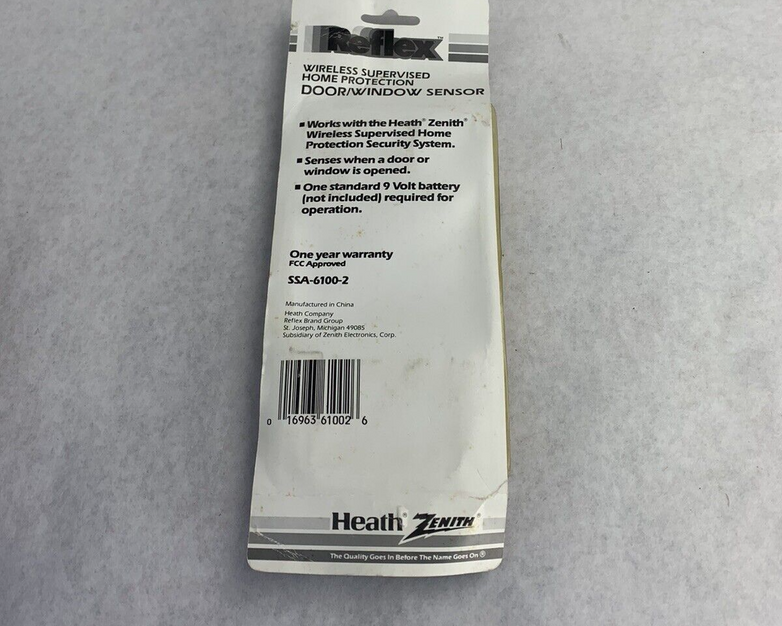 Reflex™
WIRELESS SUPERVISED
HOME PROTECTION
DOOR/WINDOW SENSOR
▪ Works with the Heath® Zenith®
Wireless Supervised Home
Protection Security System.
▪ Senses when a door or
window is opened.
▪ One standard 9 Volt battery
(not included) required for
operation.
One year warranty
FCC Approved
SSA-6100-2
Manufactured in China
Heath Company
Reflex Brand Group
St. Joseph, Michigan 49085
Subsidiary of Zenith Electronics, Corp.
0 16963 61002 6
Heath® ZENITH®
The Quality Goes In Before The Name Goes On®